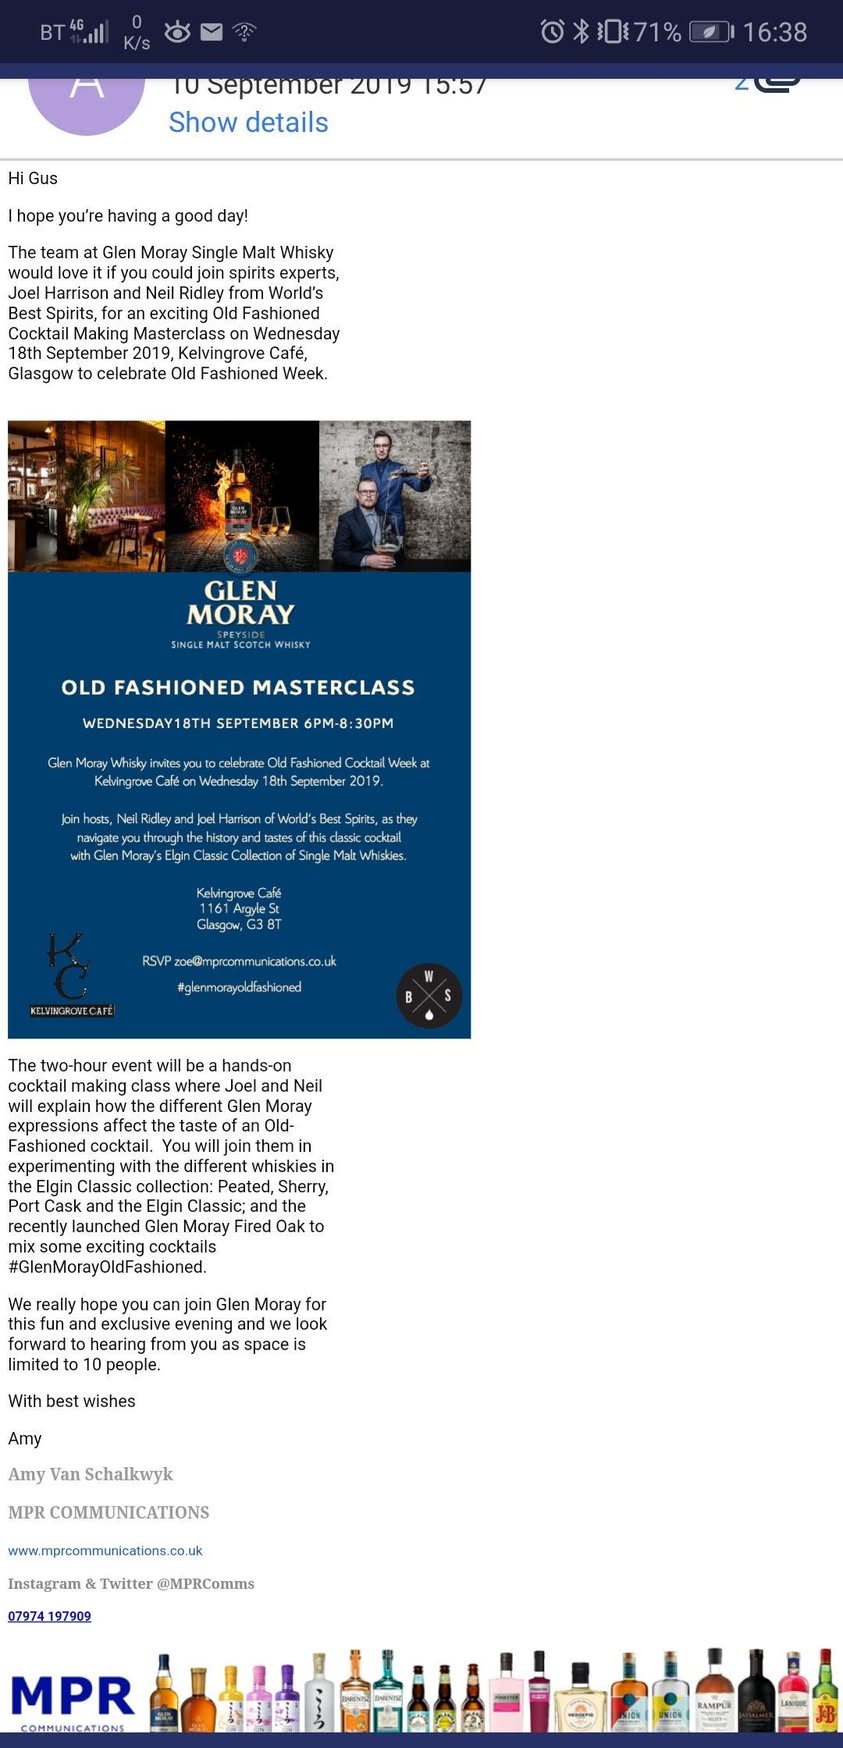 BT 4G 0 K/s 71% 16:38
A
10 September 2019 15:57
2
Show details
Hi Gus
I hope you're having a good day!
The team at Glen Moray Single Malt Whisky
would love it if you could join spirits experts,
Joel Harrison and Neil Ridley from World's
Best Spirits, for an exciting Old Fashioned
Cocktail Making Masterclass on Wednesday
18th September 2019, Kelvingrove Café,
Glasgow to celebrate Old Fashioned Week.
GLEN
MORAY
GLEN
MORAY
SPEYSIDE
SINGLE MALT SCOTCH WHISKY
OLD FASHIONED MASTERCLASS
WEDNESDAY18TH SEPTEMBER 6PM-8:30PM
Glen Moray Whisky invites you to celebrate Old Fashioned Cocktail Week at
Kelvingrove Café on Wednesday 18th September 2019.
Join hosts, Neil Ridley and Joel Harrison of World's Best Spirits, as they
navigate you through the history and tastes of this classic cocktail
with Glen Moray's Elgin Classic Collection of Single Malt Whiskies.
Kelvingrove Café
1161 Argyle St
Glasgow, G3 8T
RSVP zoe@mprcommunications.co.uk
#glenmorayoldfashioned
K
C
KELVINGROVE CAFÉ
W
B S
The two-hour event will be a hands-on
cocktail making class where Joel and Neil
will explain how the different Glen Moray
expressions affect the taste of an Old-
Fashioned cocktail.  You will join them in
experimenting with the different whiskies in
the Elgin Classic collection: Peated, Sherry,
Port Cask and the Elgin Classic; and the
recently launched Glen Moray Fired Oak to
mix some exciting cocktails
#GlenMorayOldFashioned.
We really hope you can join Glen Moray for
this fun and exclusive evening and we look
forward to hearing from you as space is
limited to 10 people.
With best wishes
Amy
Amy Van Schalkwyk
MPR COMMUNICATIONS
www.mprcommunications.co.uk
Instagram & Twitter @MPRComms
07974 197909
MPR
COMMUNICATIONS
BARENTSZ
PINKSTER
HEDGEPIG
UNION
UNION
RAMPUR
JAISALMER
LANIQUE
J&B